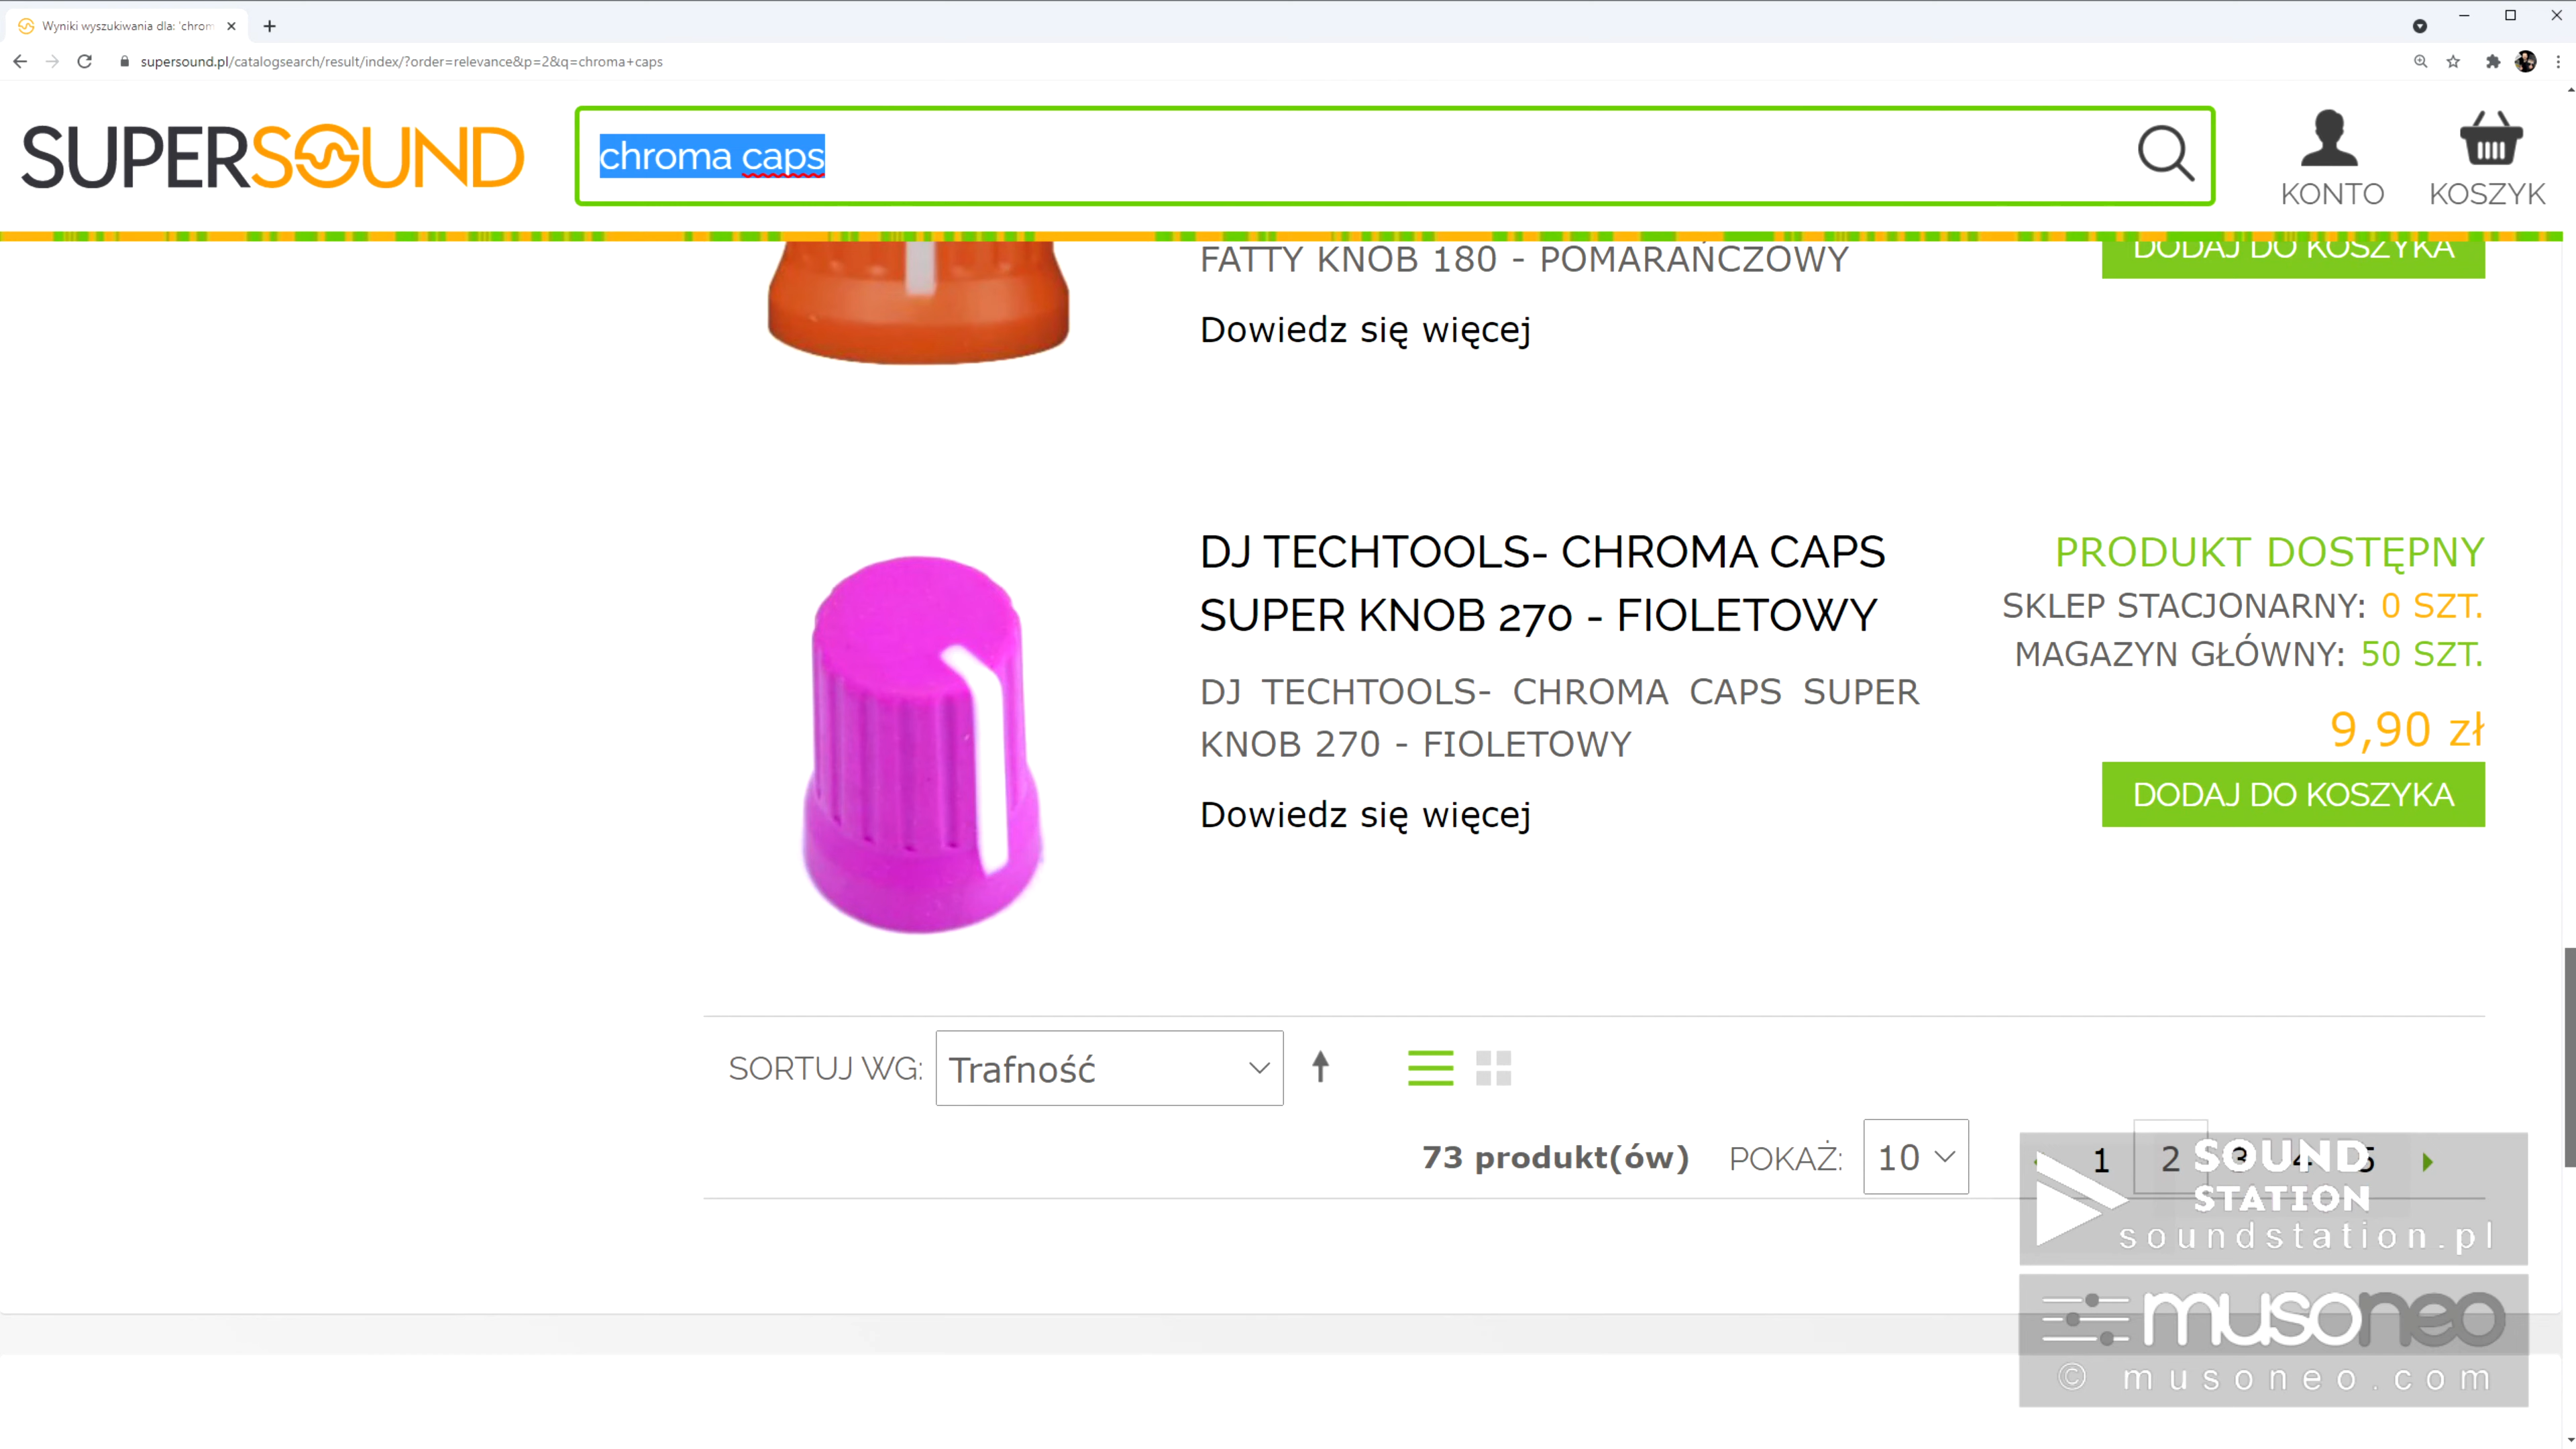 Wyniki wyszukiwania dla: 'chrom
supersound.pl/catalogsearch/result/index/?order=relevance&p=2&q=chroma+caps
SUPERSOUND
chroma caps
KONTO
KOSZYK
FATTY KNOB 180 - POMARAŃCZOWY
DODAJ DO KOSZYKA
Dowiedz się więcej
DJ TECHTOOLS- CHROMA CAPS
SUPER KNOB 270 - FIOLETOWY
DJ TECHTOOLS- CHROMA CAPS SUPER
KNOB 270 - FIOLETOWY
Dowiedz się więcej
PRODUKT DOSTĘPNY
SKLEP STACJONARNY: 0 SZT.
MAGAZYN GŁÓWNY: 50 SZT.
9,90 zł
DODAJ DO KOSZYKA
SORTUJ WG: Trafność
73 produkt(ów) POKAŻ: 10 1 2 3 4 5
SOUND
STATION
soundstation.pl
musoneo
© musoneo.com